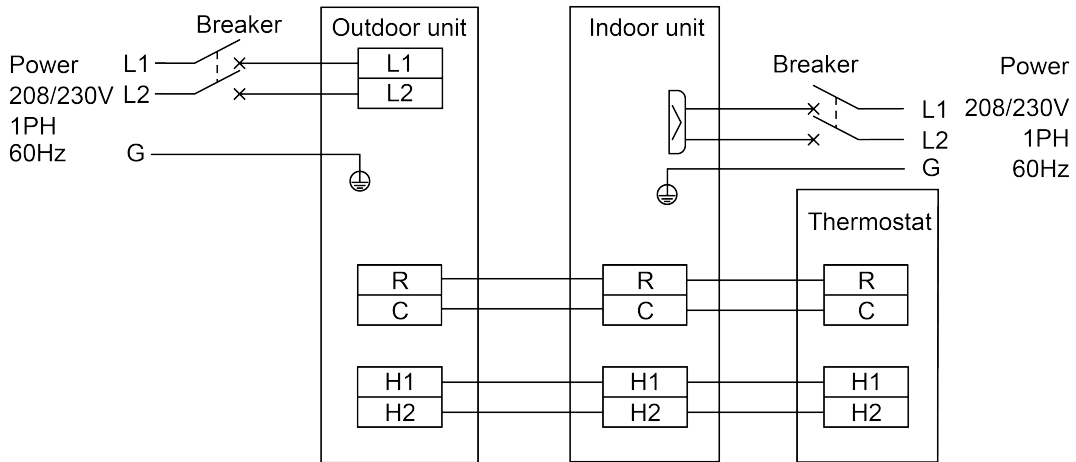 Breaker
Outdoor unit
Indoor unit
Power
208/230V
1PH
60Hz
L1
L2
G
L1
L2
Breaker
Power
208/230V
1PH
60Hz
L1
L2
G
Thermostat
R
C
R
C
R
C
H1
H2
H1
H2
H1
H2